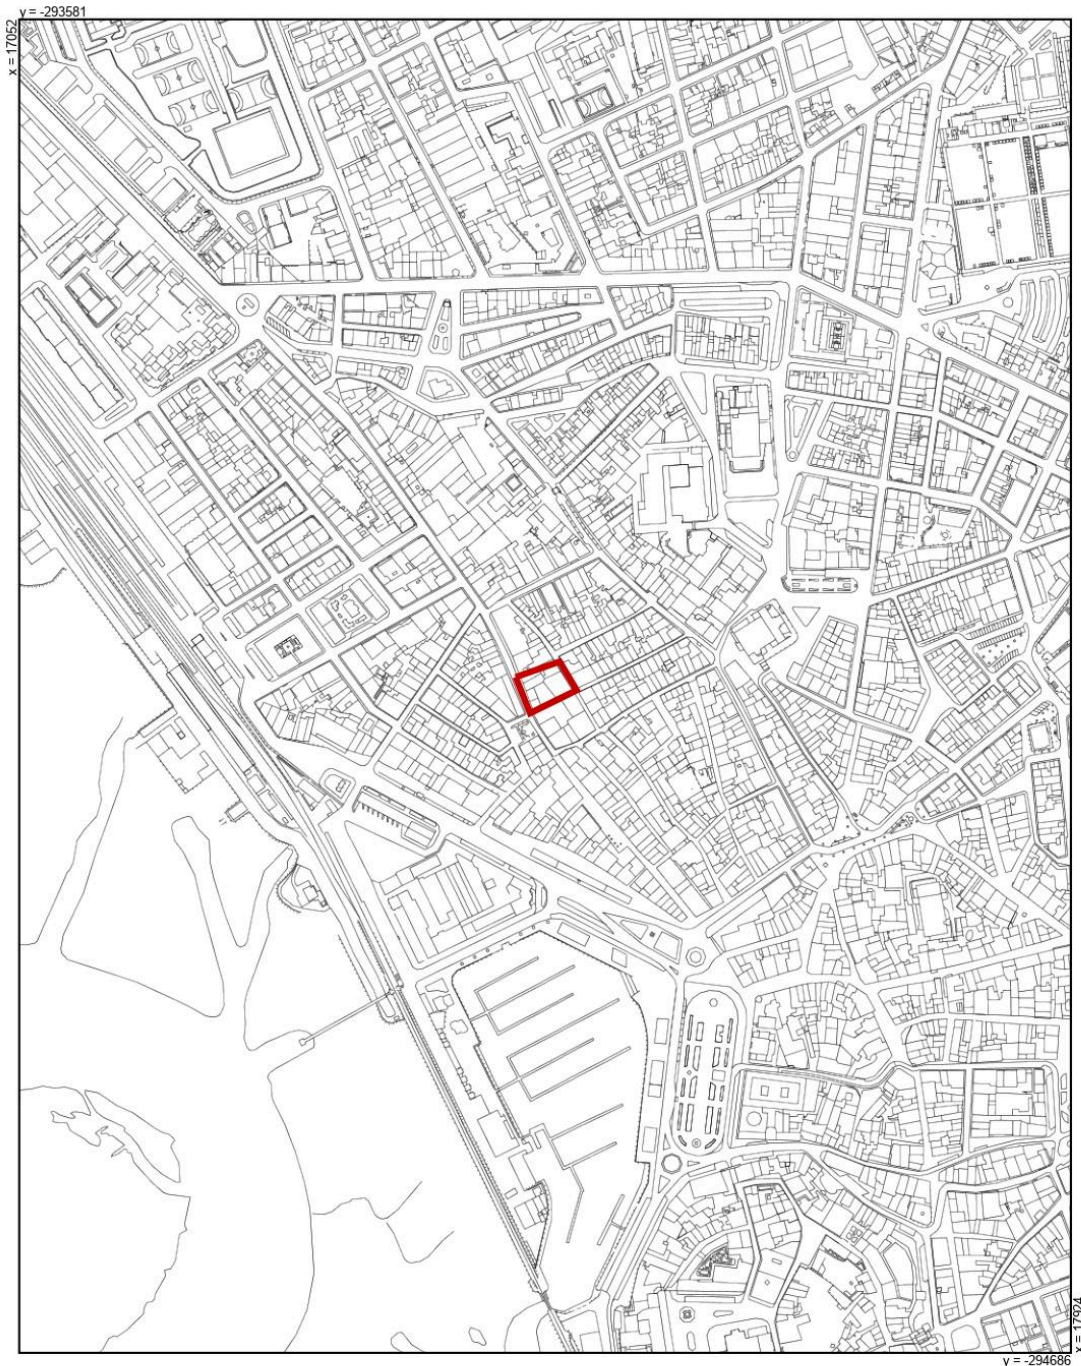 y = -293581
x = 17052
x = 17924
y = -294686